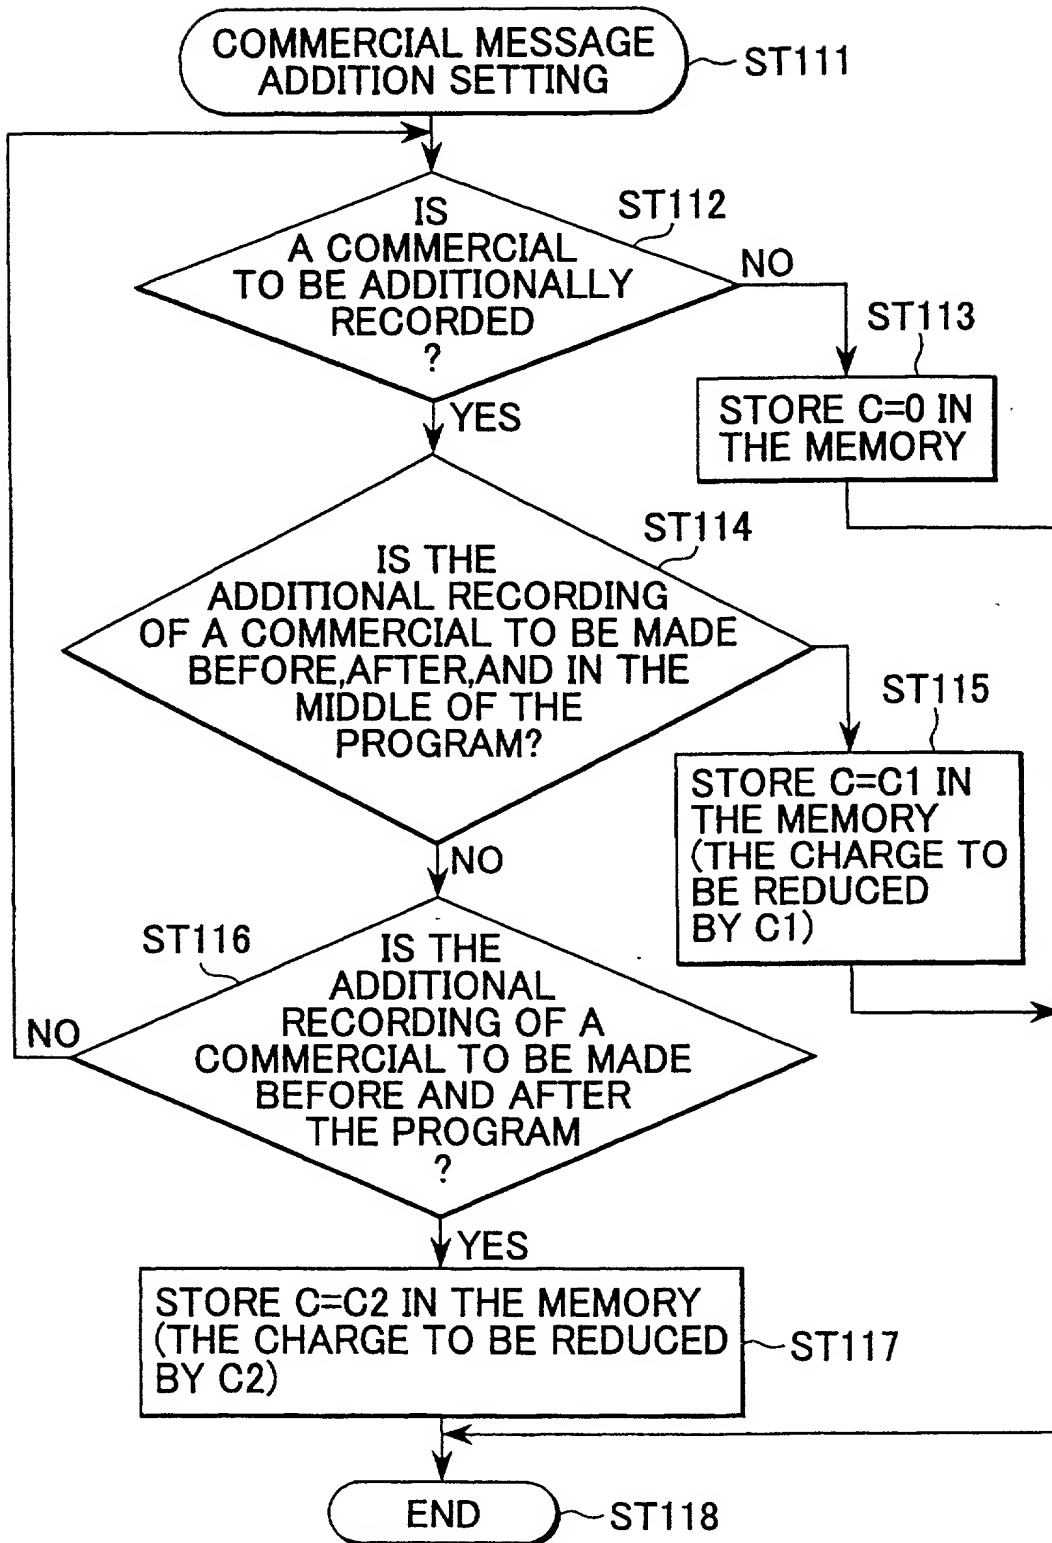 COMMERCIAL MESSAGE
ADDITION SETTING
ST111
IS
A COMMERCIAL
TO BE ADDITIONALLY
RECORDED
?
ST112
NO
YES
ST113
STORE C=0 IN
THE MEMORY
IS THE
ADDITIONAL RECORDING
OF A COMMERCIAL TO BE MADE
BEFORE,AFTER,AND IN THE
MIDDLE OF THE
PROGRAM?
ST114
NO
ST115
STORE C=C1 IN
THE MEMORY
(THE CHARGE TO
BE REDUCED
BY C1)
ST116
IS THE
ADDITIONAL
RECORDING OF A
COMMERCIAL TO BE MADE
BEFORE AND AFTER
THE PROGRAM
?
NO
YES
STORE C=C2 IN THE MEMORY
(THE CHARGE TO BE REDUCED
BY C2)
ST117
END
ST118